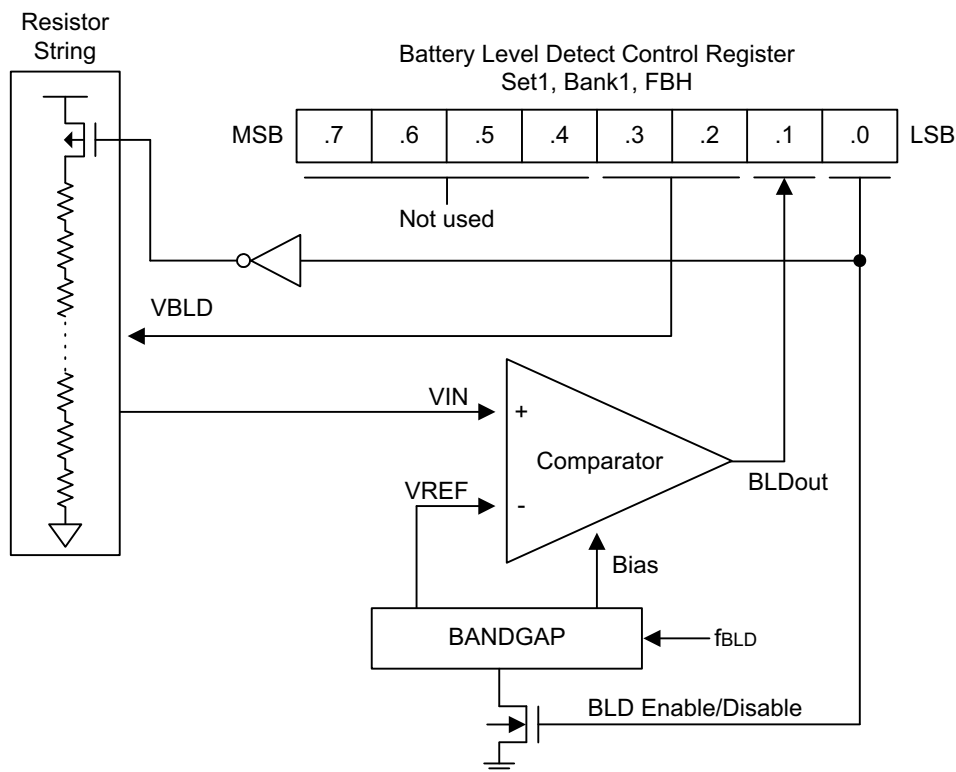 Resistor
String
Battery Level Detect Control Register
Set1, Bank1, FBH
MSB .7 .6 .5 .4 .3 .2 .1 .0 LSB
Not used
VBLD
VIN
+
Comparator
BLDout
VREF
-
Bias
BANDGAP
fBLD
BLD Enable/Disable